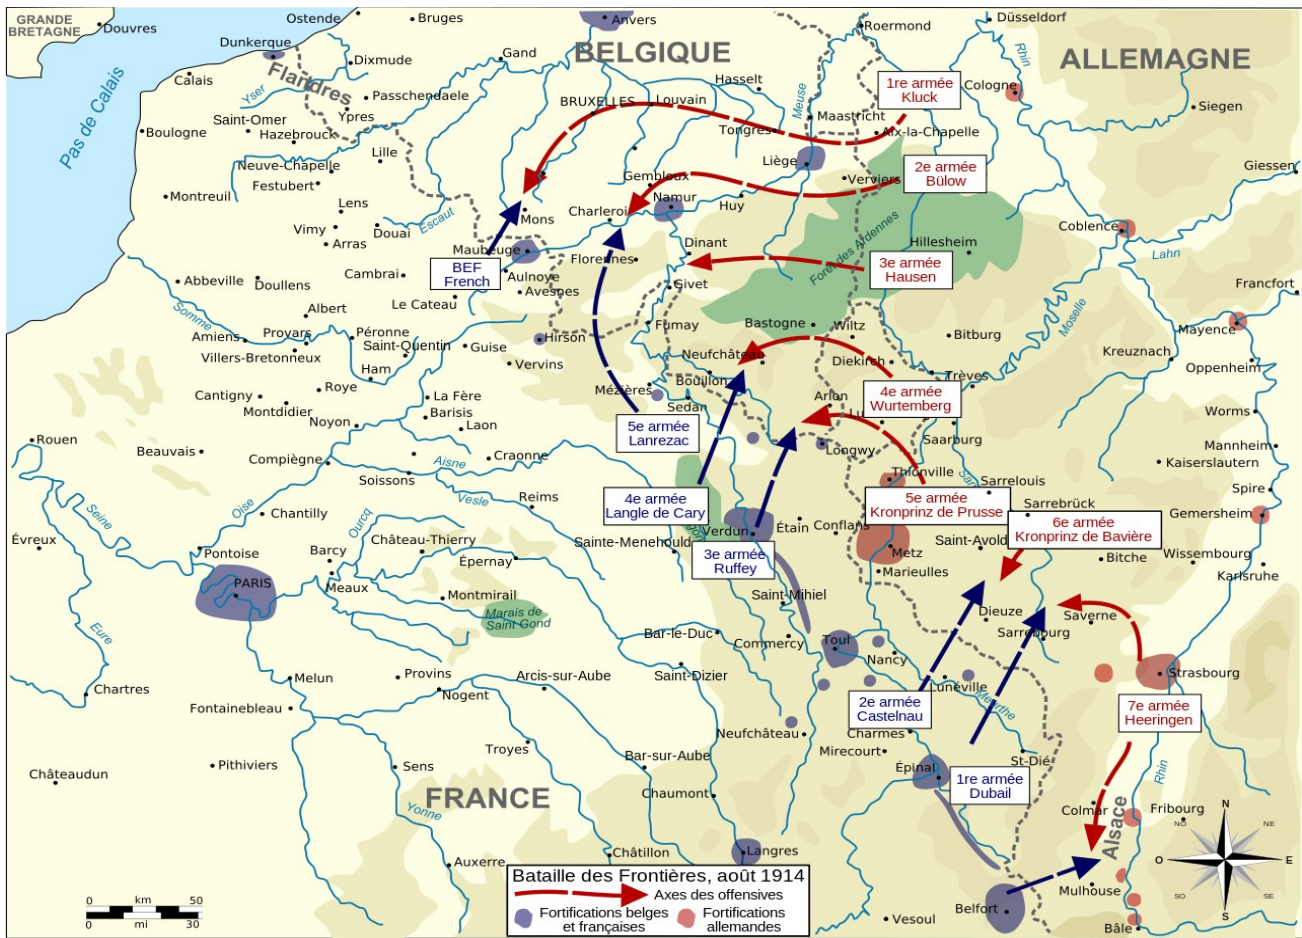 GRANDE
BRETAGNE
Douvres
Ostende
Bruges
Anvers
Roermond
Düsseldorf
Dunkerque
Gand
BELGIQUE
ALLEMAGNE
Rhin
Dixmude
Flandres
Calais
Pas de Calais
Yser
Passchendaele
Hasselt
Meuse
1re armée
Kluck
Cologne
BRUXELLES
Louvain
Siegen
Saint-Omer
Ypres
Maastricht
Boulogne
Hazebrouck
Tongres
Aix-la-Chapelle
Lille
Liège
Neuve-Chapelle
2e armée
Bülow
Giessen
Festubert
Gembloux
Verviers
Montreuil
Lens
Namur
Huy
Charleroi
Mons
Escaut
Vimy
Douai
Arras
Forêt des Ardennes
Coblence
Maubeuge
Dinant
Hillesheim
Lahn
BEF
French
Florennes
3e armée
Hausen
Abbeville
Doullens
Cambrai
Aulnoye
Avesnes
Givet
Francfort
Somme
Albert
Le Cateau
Moselle
Amiens
Provars
Péronne
Hirson
Fumay
Bastogne
Wiltz
Bitburg
Mayence
Villers-Bretonneux
Saint-Quentin
Guise
Neufchâteau
Diekirch
Kreuznach
Ham
Vervins
Bouillon
Trèves
Oppenheim
Cantigny
Roye
La Fère
Mézières
Arlon
4e armée
Wurtemberg
Montdidier
Barisis
Sedan
Lu
Worms
Noyon
Laon
5e armée
Lanrezac
Saarburg
Rouen
Beauvais
Compiègne
Aisne
Craonne
Longwy
Mannheim
Kaiserslautern
Soissons
Thionville
Sar
Sarrelouis
Spire
Seine
Oise
Vesle
Reims
4e armée
Langle de Cary
5e armée
Kronprinz de Prusse
Sarrebrück
Gemersheim
Chantilly
Ourcq
Verdun
Étain
Conflans
6e armée
Kronprinz de Bavière
Évreux
Pontoise
Barcy
Château-Thierry
Sainte-Menehould
3e armée
Ruffey
Metz
Saint-Avold
Bitche
Wissembourg
Épernay
Marieulles
Karlsruhe
PARIS
Meaux
Montmirail
Saint-Mihiel
Marais de
Saint Gond
Dieuze
Saverne
Eure
Bar-le-Duc
Commercy
Toul
Sarrebourg
Nancy
Melun
Provins
Arcis-sur-Aube
Saint-Dizier
Strasbourg
Chartres
Nogent
Lunéville
Meurthe
Fontainebleau
2e armée
Castelnau
7e armée
Heeringen
Neufchâteau
Charmes
Troyes
Mirecourt
Châteaudun
Pithiviers
Sens
Bar-sur-Aube
Épinal
St-Dié
1re armée
Dubail
Rhin
FRANCE
Chaumont
Yonne
Colmar
Alsace
Fribourg
N
NO
NE
O
E
SO
SE
S
Auxerre
Châtillon
Langres
Mulhouse
Belfort
Vesoul
Bâle
Bataille des Frontières, août 1914
Axes des offensives
Fortifications belges
et françaises
Fortifications
allemandes
0 km 50
0 mi 30